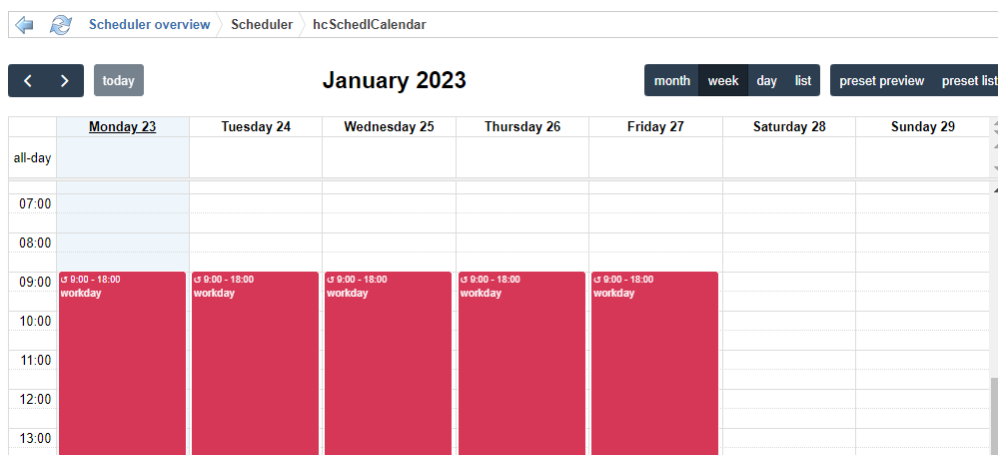 Scheduler overview Scheduler hcSchedlCalendar
today January 2023 month week day list preset preview preset list
Monday 23 Tuesday 24 Wednesday 25 Thursday 26 Friday 27 Saturday 28 Sunday 29
all-day
07:00
08:00
09:00 9:00 - 18:00 9:00 - 18:00 9:00 - 18:00 9:00 - 18:00 9:00 - 18:00
workday workday workday workday workday
10:00
11:00
12:00
13:00